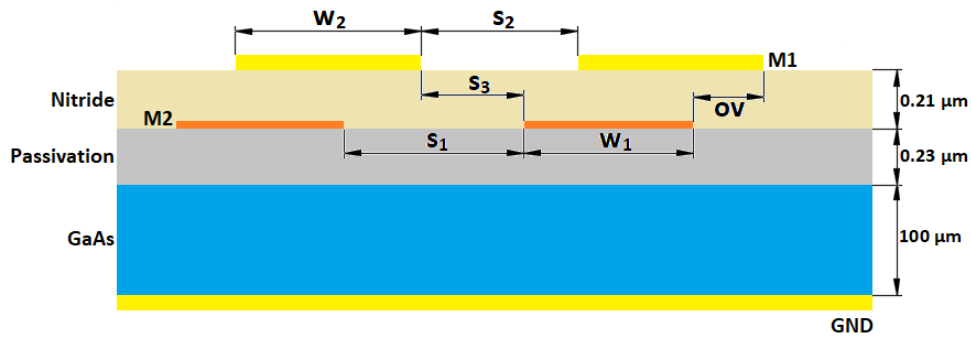 W₂
S₂
M1
Nitride
S₃
OV
0.21 µm
M2
Passivation
S₁
W₁
0.23 µm
GaAs
100 µm
GND